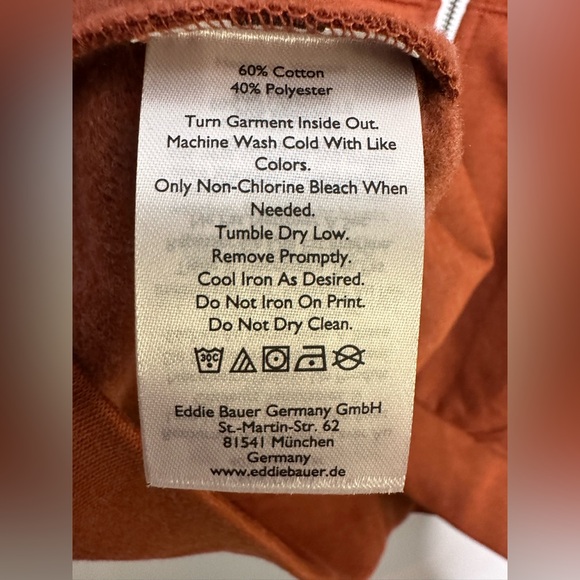 60% Cotton
40% Polyester
Turn Garment Inside Out.
Machine Wash Cold With Like
Colors.
Only Non-Chlorine Bleach When
Needed.
Tumble Dry Low.
Remove Promptly.
Cool Iron As Desired.
Do Not Iron On Print.
Do Not Dry Clean.
30C
Eddie Bauer Germany GmbH
St.-Martin-Str. 62
81541 München
Germany
www.eddiebauer.de